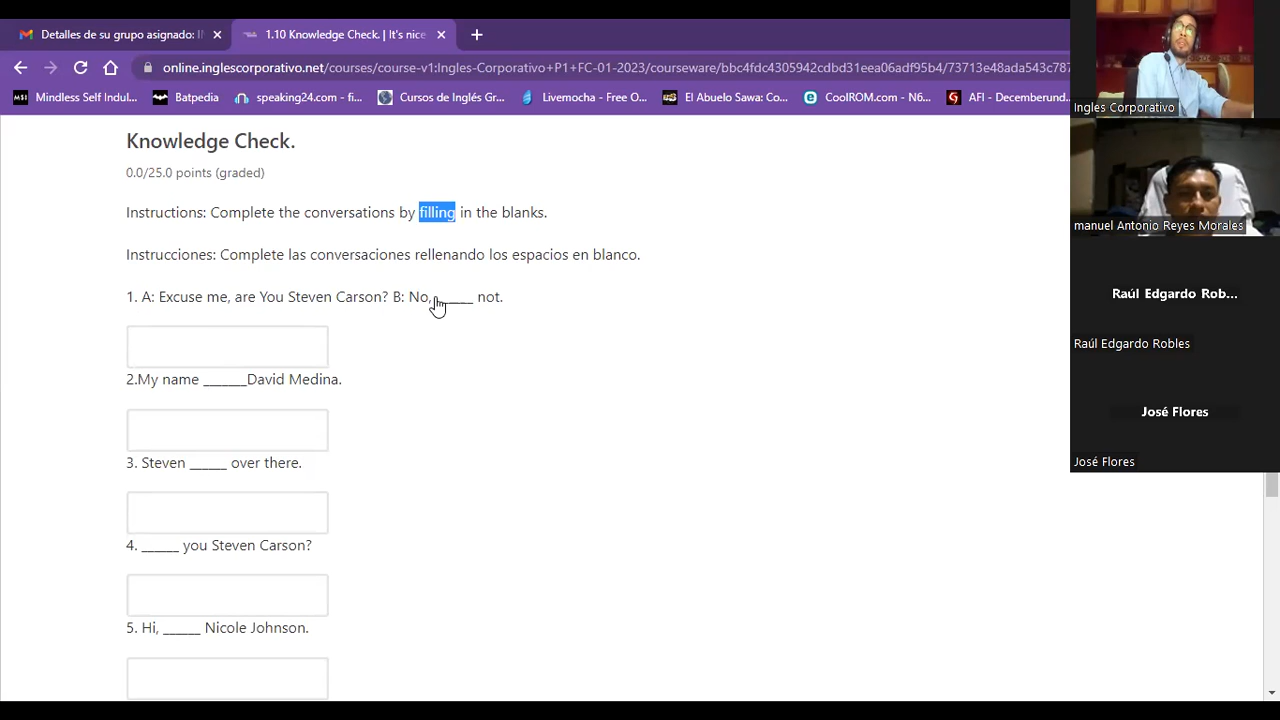 Detalles de su grupo asignado: I
1.10 Knowledge Check. | It's nice
online.inglescorporativo.net/courses/course-v1:Ingles-Corporativo+P1+FC-01-2023/courseware/bbc4fdc4305942cdbd31eea06adf95b4/73713e48ada543c787
Mindless Self Indul...
Batpedia
speaking24.com - fi...
Cursos de Inglés Gr...
Livemocha - Free O...
El Abuelo Sawa: Co...
CoolROM.com - N6...
AFI - Decemberund...
Knowledge Check.
0.0/25.0 points (graded)
Instructions: Complete the conversations by filling in the blanks.
Instrucciones: Complete las conversaciones rellenando los espacios en blanco.
1. A: Excuse me, are You Steven Carson? B: No, _____ not.
2.My name _______David Medina.
3. Steven ______ over there.
4. ______ you Steven Carson?
5. Hi, ______ Nicole Johnson.
Ingles Corporativo
manuel Antonio Reyes Morales
Raúl Edgardo Rob...
Raúl Edgardo Robles
José Flores
José Flores